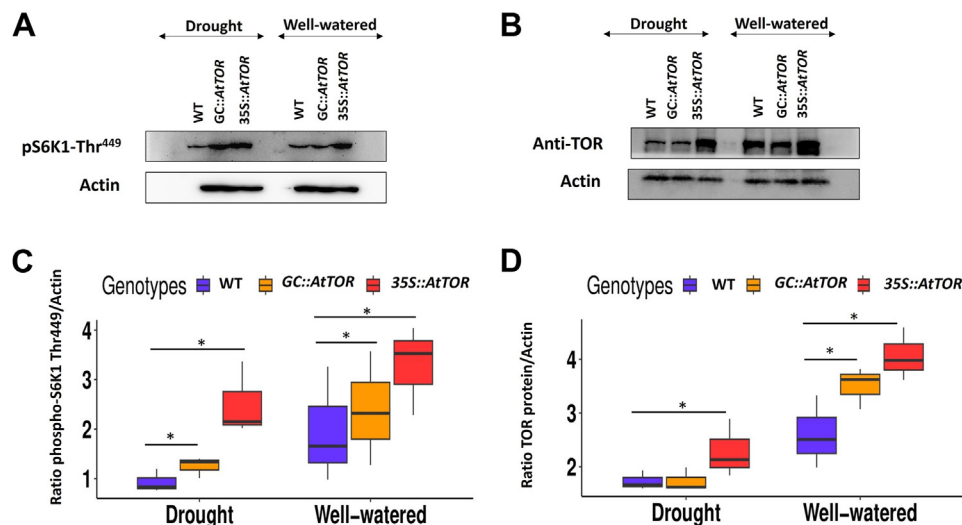 A
Drought
Well-watered
WT
GC::AtTOR
35S::AtTOR
WT
GC::AtTOR
35S::AtTOR
pS6K1-Thr449
Actin
B
Drought
Well-watered
WT
GC::AtTOR
35S::AtTOR
WT
GC::AtTOR
35S::AtTOR
Anti-TOR
Actin
C
Genotypes WT GC::AtTOR 35S::AtTOR
Ratio phospho-S6K1 Thr449/Actin
4
3
2
1
* * * *
Drought Well-watered
D
Genotypes WT GC::AtTOR 35S::AtTOR
Ratio TOR protein/Actin
4
3
2
* * *
Drought Well-watered